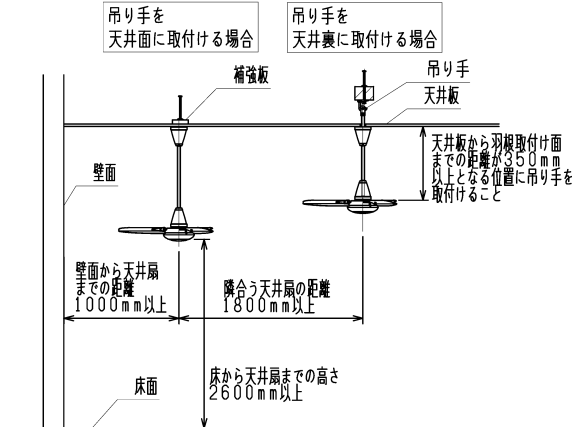 吊り手を
天井面に取付ける場合
吊り手を
天井裏に取付ける場合
補強板
吊り手
天井板
天井板から羽根取付け面
までの距離が350mm
以上となる位置に吊り手を
取付けること
壁面
壁面から天井扇
までの距離
1000mm以上
隣合う天井扇の距離
1800mm以上
床から天井扇までの高さ
2600mm以上
床面